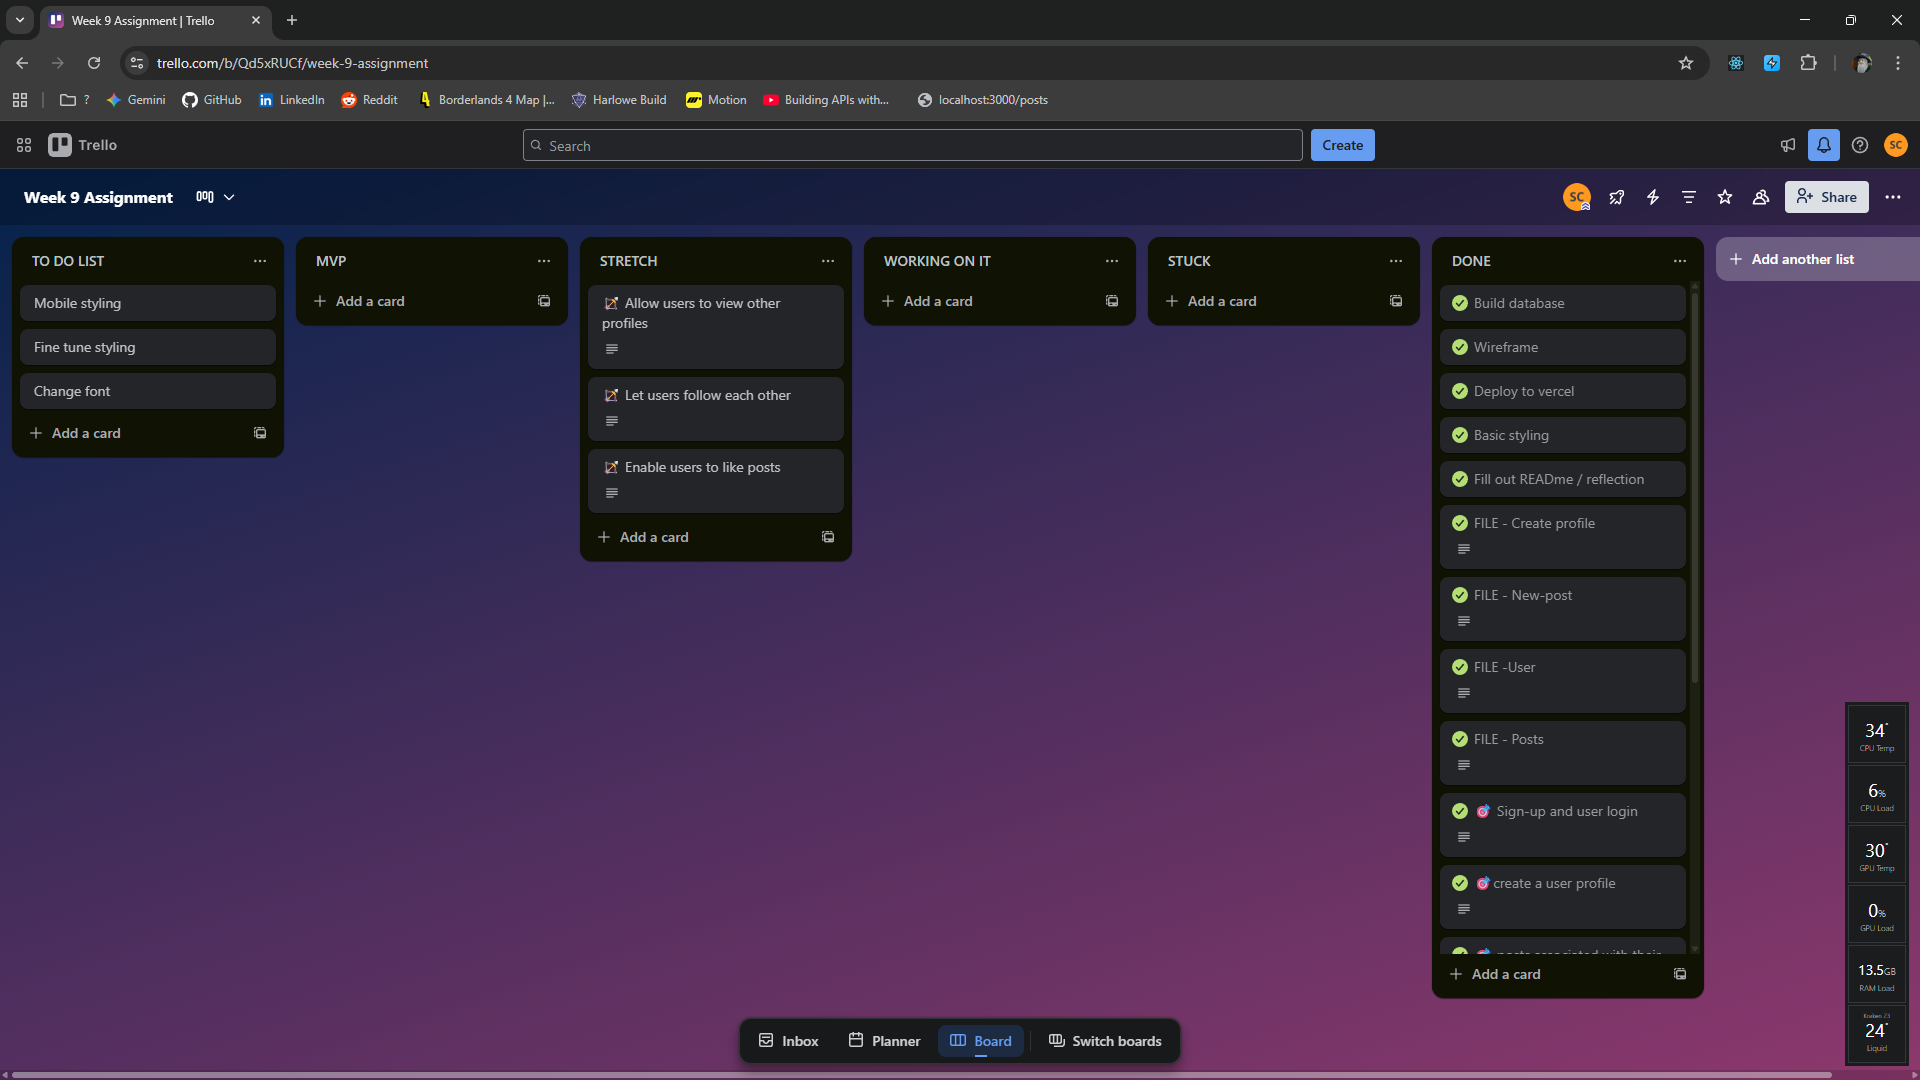 Week 9 Assignment | Trello
trello.com/b/Qd5xRUCf/week-9-assignment
?
Gemini
GitHub
LinkedIn
Reddit
Borderlands 4 Map |...
Harlowe Build
Motion
Building APIs with...
localhost:3000/posts
Trello
Search
Create
SC
Week 9 Assignment
SC
Share
TO DO LIST
Mobile styling
Fine tune styling
Change font
Add a card
MVP
Add a card
STRETCH
Allow users to view other
profiles
Let users follow each other
Enable users to like posts
Add a card
WORKING ON IT
Add a card
STUCK
Add a card
DONE
Build database
Wireframe
Deploy to vercel
Basic styling
Fill out READme / reflection
FILE - Create profile
FILE - New-post
FILE -User
FILE - Posts
Sign-up and user login
create a user profile
posts associated with their
Add a card
Add another list
34°
CPU Temp
6%
CPU Load
30°
GPU Temp
0%
GPU Load
13.5GB
RAM Load
Kraken Z3
24°
Liquid
Inbox
Planner
Board
Switch boards